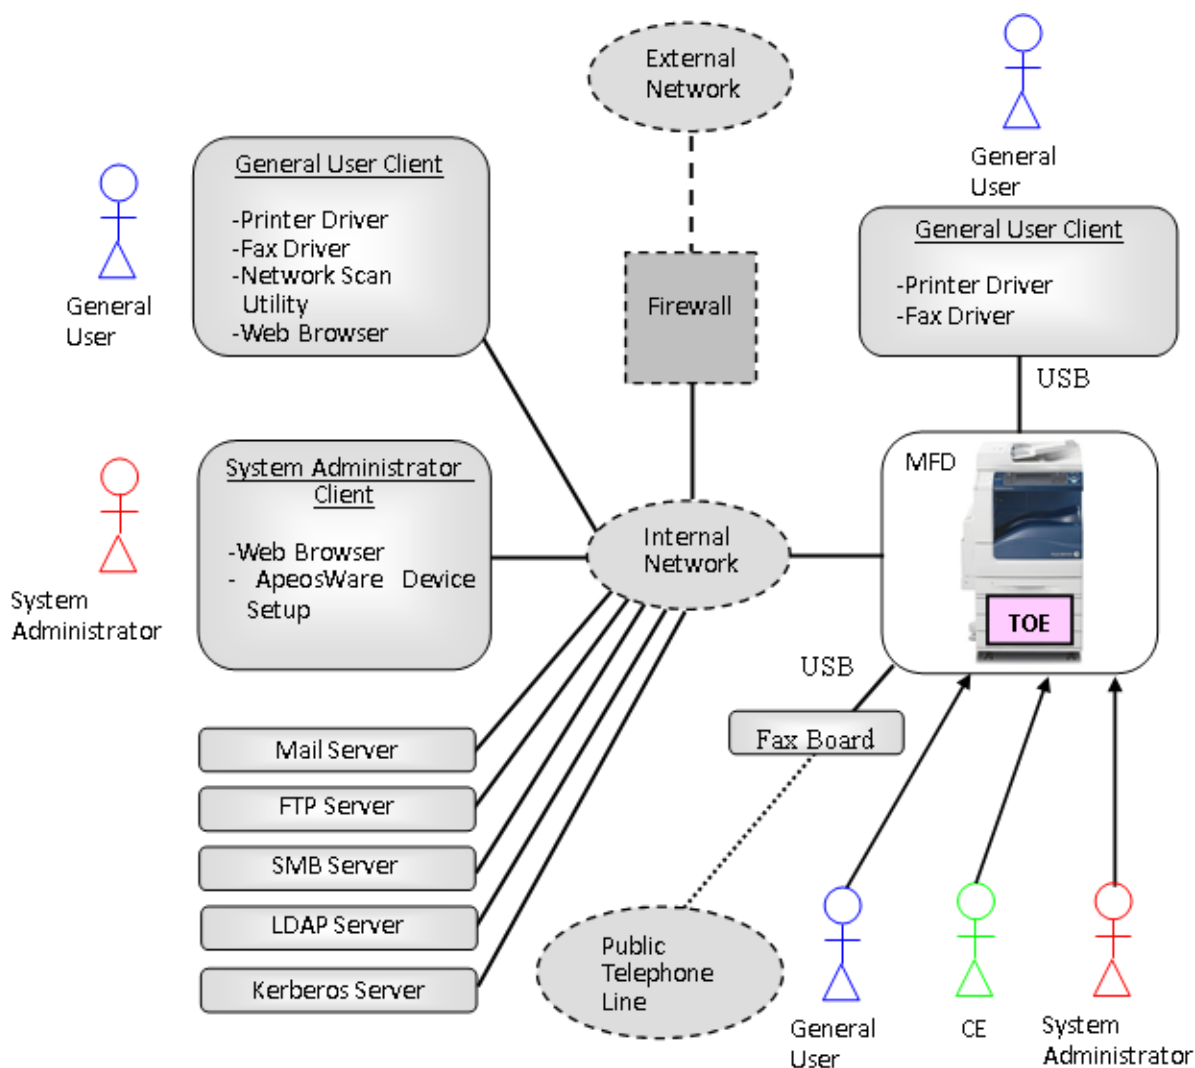 External
Network
General
User
General User Client
-Printer Driver
-Fax Driver
-Network Scan
Utility
-Web Browser
General
User
General User Client
-Printer Driver
-Fax Driver
Firewall
USB
System Administrator
Client
-Web Browser
- ApeosWare Device
Setup
System
Administrator
Internal
Network
MFD
TOE
USB
Fax Board
Mail Server
FTP Server
SMB Server
LDAP Server
Kerberos Server
Public
Telephone
Line
General
User
CE
System
Administrator